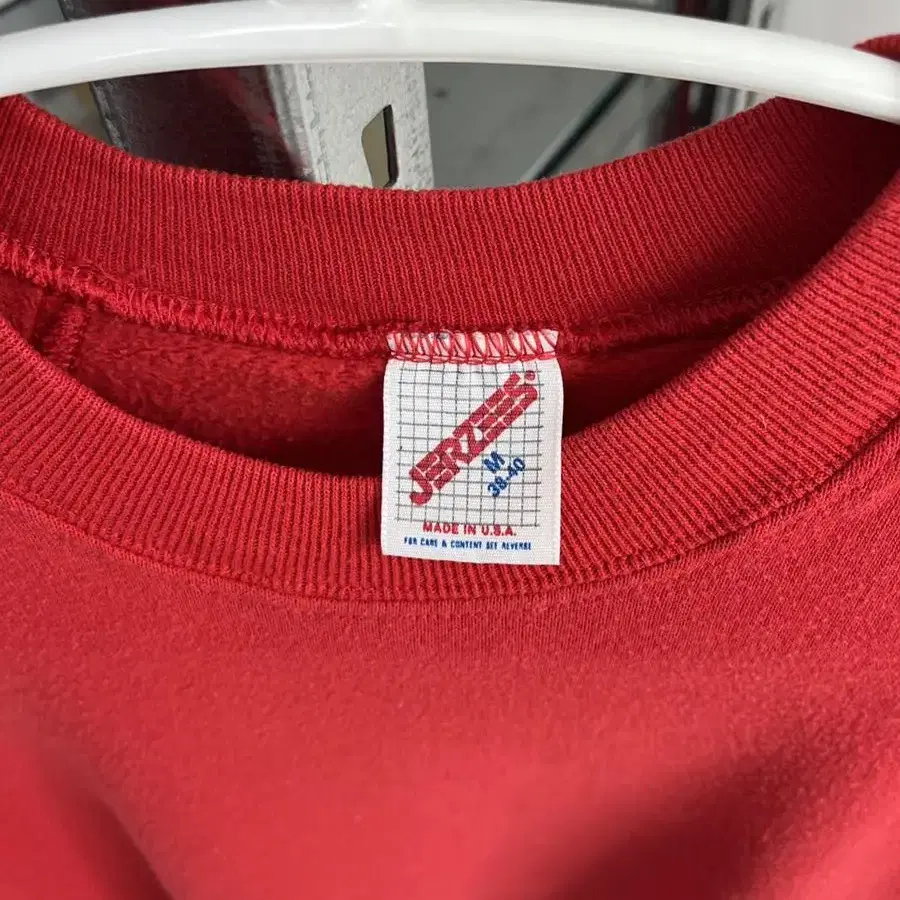 JERZEES®
M
38-40
MADE IN U.S.A.
FOR CARE & CONTENT SEE REVERSE